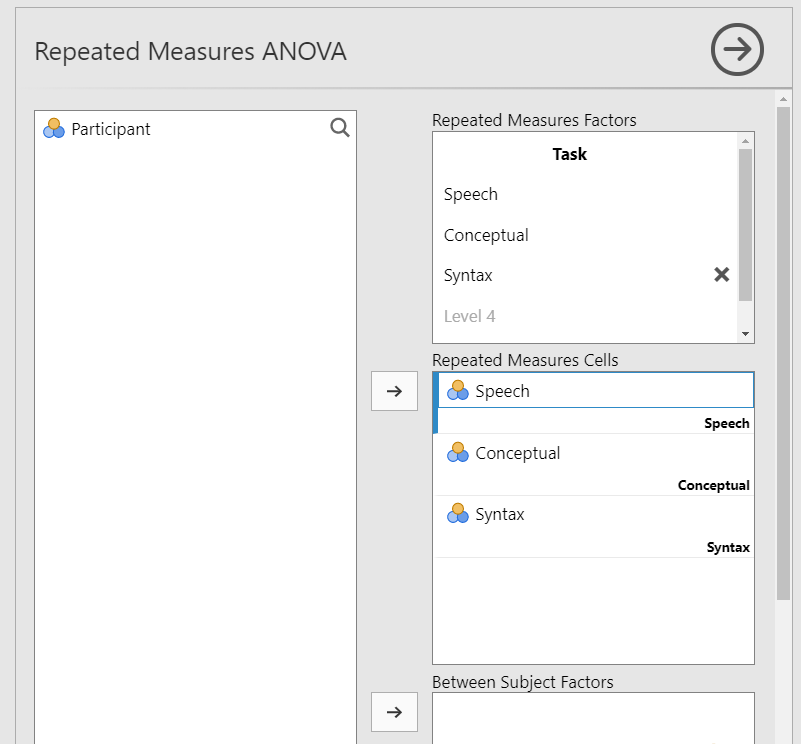 Repeated Measures ANOVA
Participant
Repeated Measures Factors
Task
Speech
Conceptual
Syntax
Level 4
Repeated Measures Cells
Speech
Speech
Conceptual
Conceptual
Syntax
Syntax
Between Subject Factors